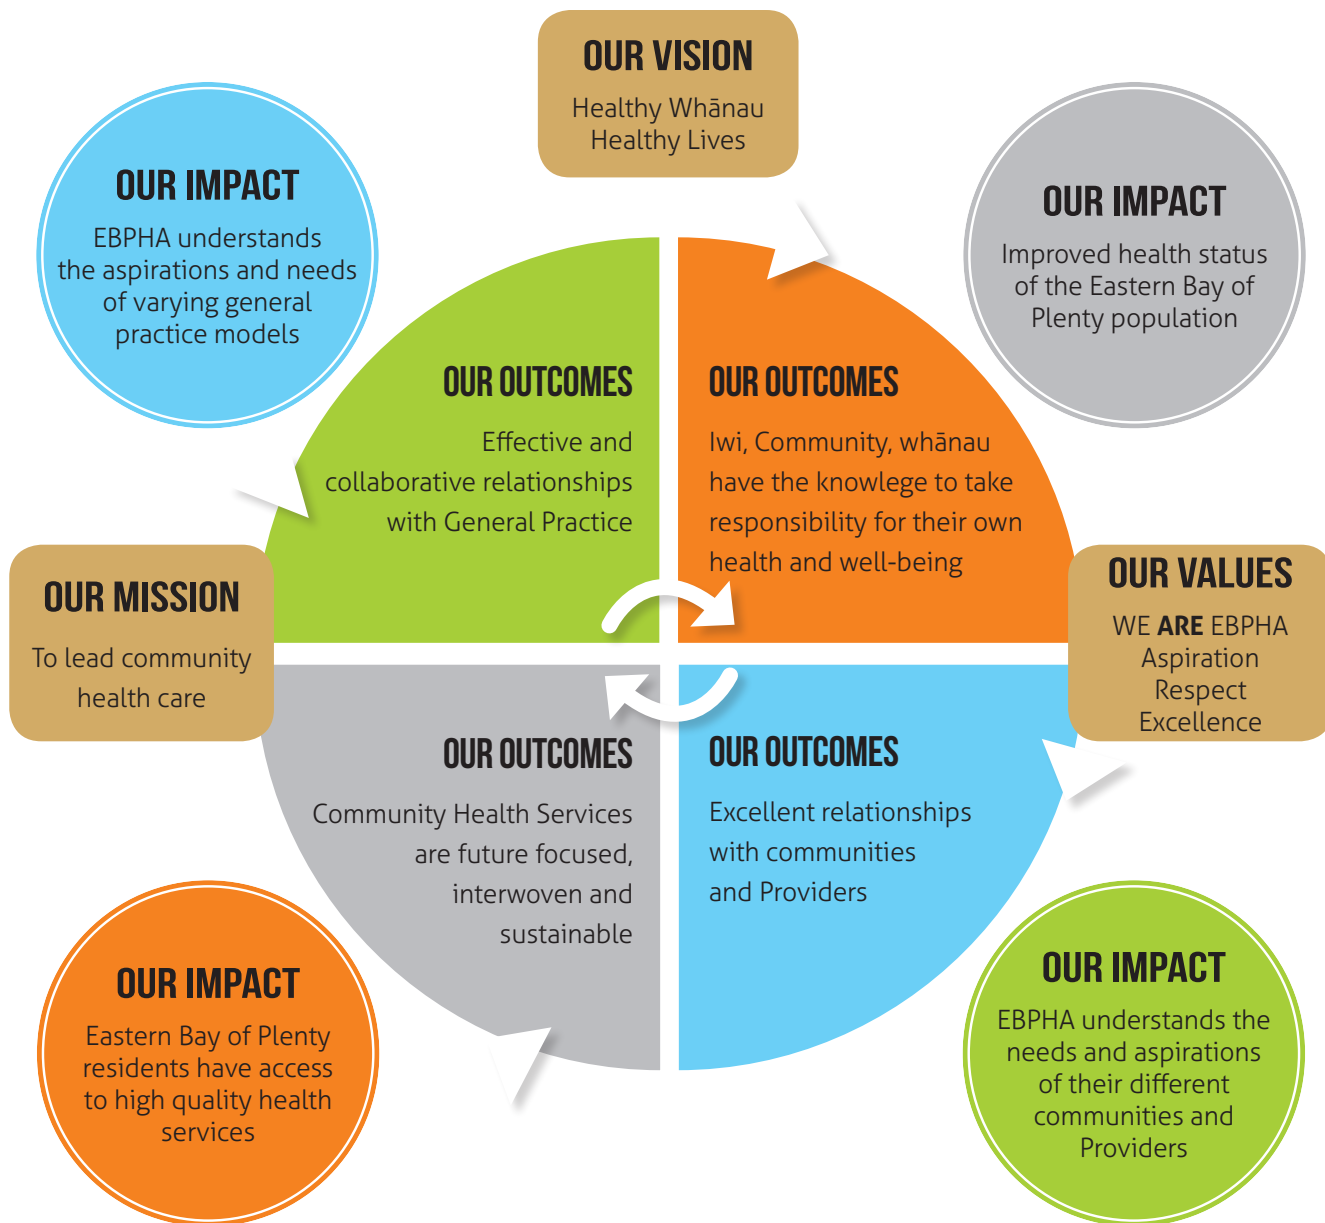 OUR VISION
Healthy Whānau
Healthy Lives
OUR IMPACT
EBPHA understands
the aspirations and needs
of varying general
practice models
OUR IMPACT
Improved health status
of the Eastern Bay of
Plenty population
OUR OUTCOMES
Effective and
collaborative relationships
with General Practice
OUR OUTCOMES
Iwi, Community, whānau
have the knowlege to take
responsibility for their own
health and well-being
OUR MISSION
To lead community
health care
OUR VALUES
WE ARE EBPHA
Aspiration
Respect
Excellence
OUR OUTCOMES
Community Health Services
are future focused,
interwoven and
sustainable
OUR OUTCOMES
Excellent relationships
with communities
and Providers
OUR IMPACT
Eastern Bay of Plenty
residents have access
to high quality health
services
OUR IMPACT
EBPHA understands the
needs and aspirations
of their different
communities and
Providers